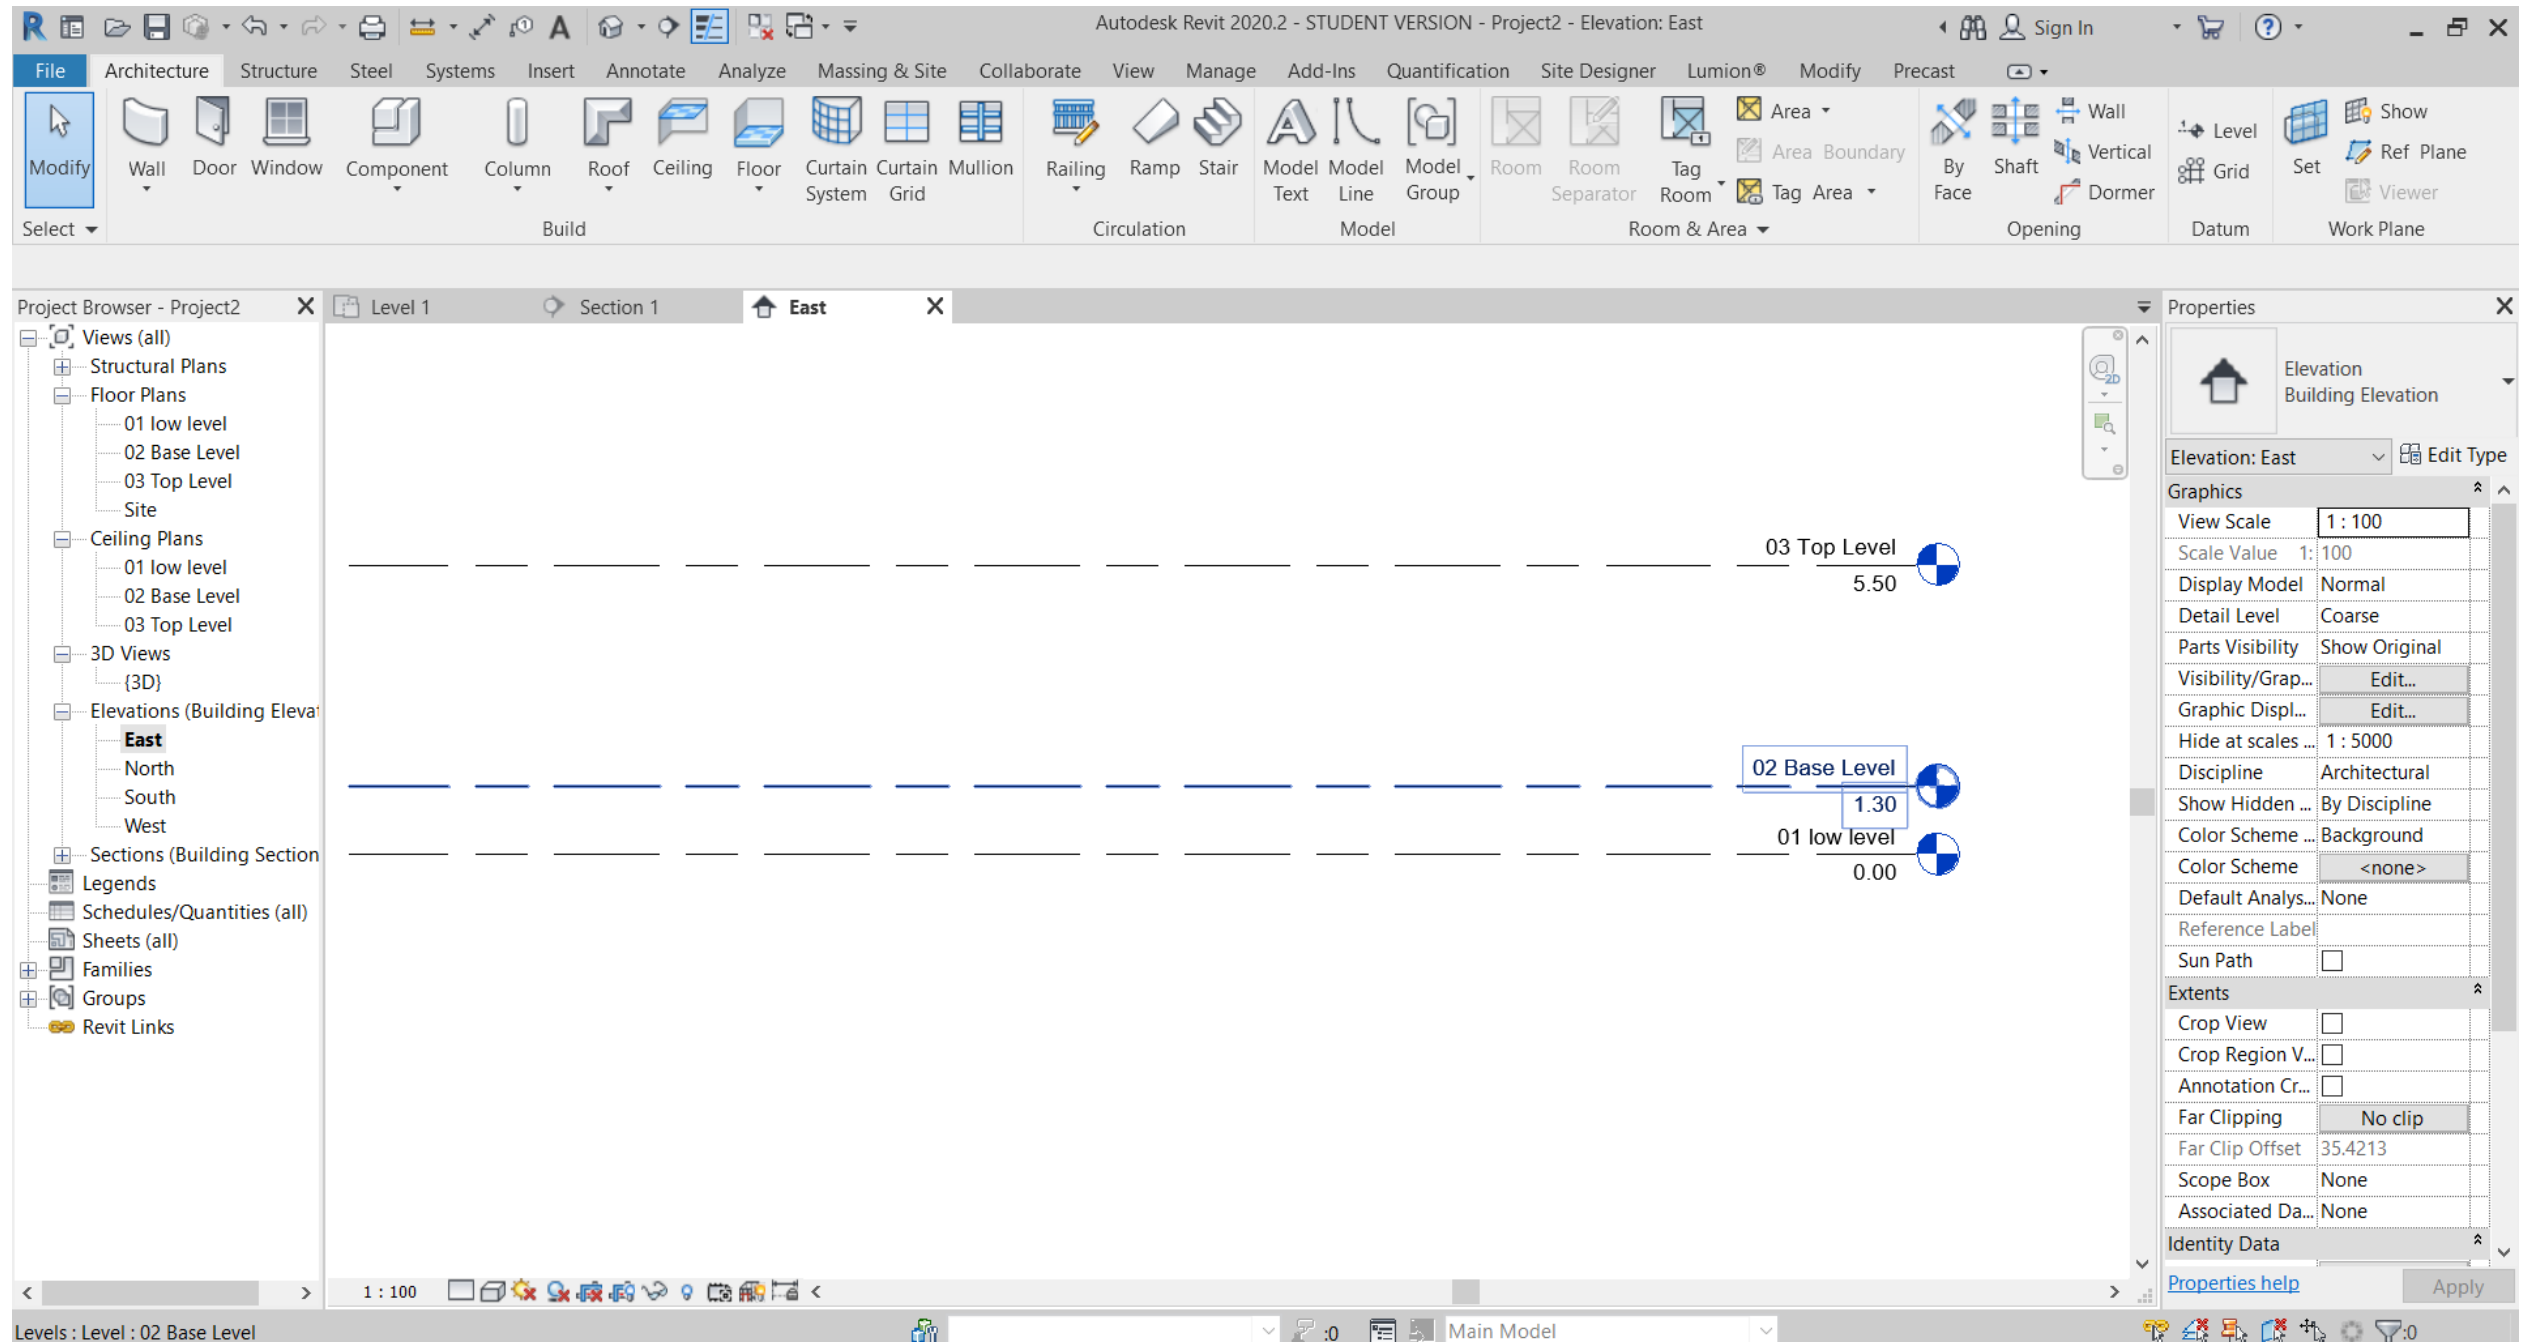 Autodesk Revit 2020.2 - STUDENT VERSION - Project2 - Elevation: East
Sign In
File Architecture Structure Steel Systems Insert Annotate Analyze Massing & Site Collaborate View Manage Add-Ins Quantification Site Designer Lumion® Modify Precast
Modify
Wall
Door
Window
Component
Column
Roof
Ceiling
Floor
Curtain System
Curtain Grid
Mullion
Railing
Ramp
Stair
Model Text
Model Line
Model Group
Room
Room Separator
Tag Room
Area
Area Boundary
Tag Area
By Face
Shaft
Wall
Vertical
Dormer
Level
Grid
Set
Show
Ref Plane
Viewer
Select
Build
Circulation
Model
Room & Area
Opening
Datum
Work Plane
Project Browser - Project2
Views (all)
Structural Plans
Floor Plans
01 low level
02 Base Level
03 Top Level
Site
Ceiling Plans
01 low level
02 Base Level
03 Top Level
3D Views
{3D}
Elevations (Building Elevat
East
North
South
West
Sections (Building Section
Legends
Schedules/Quantities (all)
Sheets (all)
Families
Groups
Revit Links
Level 1
Section 1
East
2D
03 Top Level
5.50
02 Base Level
1.30
01 low level
0.00
Properties
Elevation
Building Elevation
Elevation: East
Edit Type
Graphics
View Scale 1 : 100
Scale Value 1: 100
Display Model Normal
Detail Level Coarse
Parts Visibility Show Original
Visibility/Grap... Edit...
Graphic Displ... Edit...
Hide at scales ... 1 : 5000
Discipline Architectural
Show Hidden ... By Discipline
Color Scheme ... Background
Color Scheme <none>
Default Analys... None
Reference Label
Sun Path
Extents
Crop View
Crop Region V...
Annotation Cr...
Far Clipping No clip
Far Clip Offset 35.4213
Scope Box None
Associated Da... None
Identity Data
Properties help
Apply
1 : 100
Levels : Level : 02 Base Level
:0
Main Model
:0